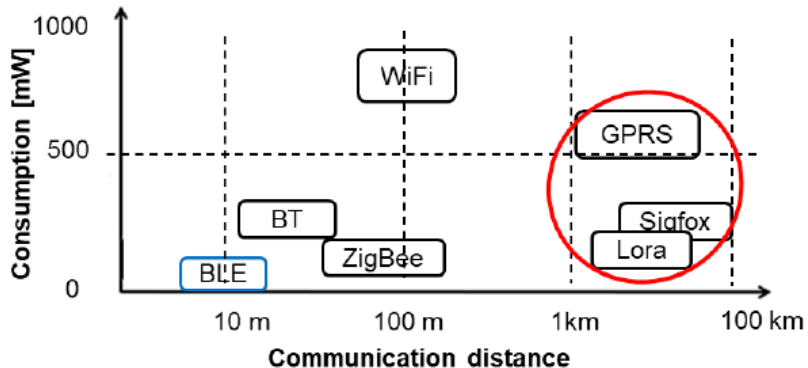 1000
WiFi
GPRS
500
Consumption [mW]
BT
Sigfox
Lora
ZigBee
BLE
0
10 m 100 m 1km 100 km
Communication distance